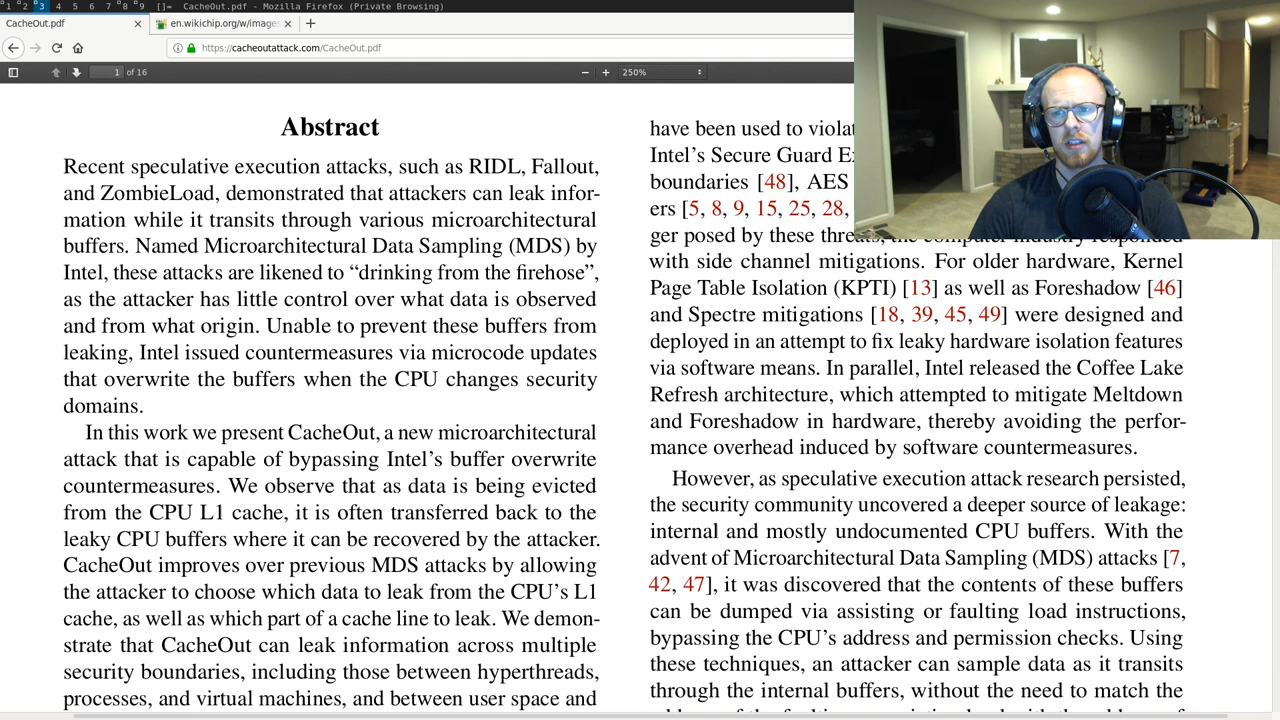 1 2 3 4 5 6 7 8 9 []= CacheOut.pdf - Mozilla Firefox (Private Browsing)
CacheOut.pdf × en.wikichip.org/w/image × +
https://cacheoutattack.com/CacheOut.pdf
1 of 16 − + 250%
Abstract
Recent speculative execution attacks, such as RIDL, Fallout,
and ZombieLoad, demonstrated that attackers can leak infor-
mation while it transits through various microarchitectural
buffers. Named Microarchitectural Data Sampling (MDS) by
Intel, these attacks are likened to “drinking from the firehose”,
as the attacker has little control over what data is observed
and from what origin. Unable to prevent these buffers from
leaking, Intel issued countermeasures via microcode updates
that overwrite the buffers when the CPU changes security
domains.
In this work we present CacheOut, a new microarchitectural
attack that is capable of bypassing Intel’s buffer overwrite
countermeasures. We observe that as data is being evicted
from the CPU L1 cache, it is often transferred back to the
leaky CPU buffers where it can be recovered by the attacker.
CacheOut improves over previous MDS attacks by allowing
the attacker to choose which data to leak from the CPU’s L1
cache, as well as which part of a cache line to leak. We demon-
strate that CacheOut can leak information across multiple
security boundaries, including those between hyperthreads,
processes, and virtual machines, and between user space and
have been used to violat
Intel’s Secure Guard E
boundaries [48], AES
ers [5, 8, 9, 15, 25, 28,
ger posed by these threats, the computer industry responded
with side channel mitigations. For older hardware, Kernel
Page Table Isolation (KPTI) [13] as well as Foreshadow [46]
and Spectre mitigations [18, 39, 45, 49] were designed and
deployed in an attempt to fix leaky hardware isolation features
via software means. In parallel, Intel released the Coffee Lake
Refresh architecture, which attempted to mitigate Meltdown
and Foreshadow in hardware, thereby avoiding the perfor-
mance overhead induced by software countermeasures.
However, as speculative execution attack research persisted,
the security community uncovered a deeper source of leakage:
internal and mostly undocumented CPU buffers. With the
advent of Microarchitectural Data Sampling (MDS) attacks [7,
42, 47], it was discovered that the contents of these buffers
can be dumped via assisting or faulting load instructions,
bypassing the CPU’s address and permission checks. Using
these techniques, an attacker can sample data as it transits
through the internal buffers, without the need to match the